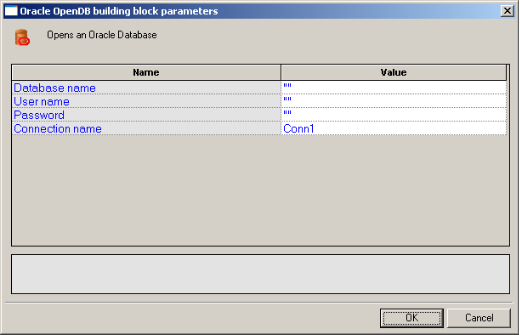 Oracle OpenDB building block parameters
Opens an Oracle Database
Name Value
Database name ""
User name ""
Password ""
Connection name Conn1
OK Cancel